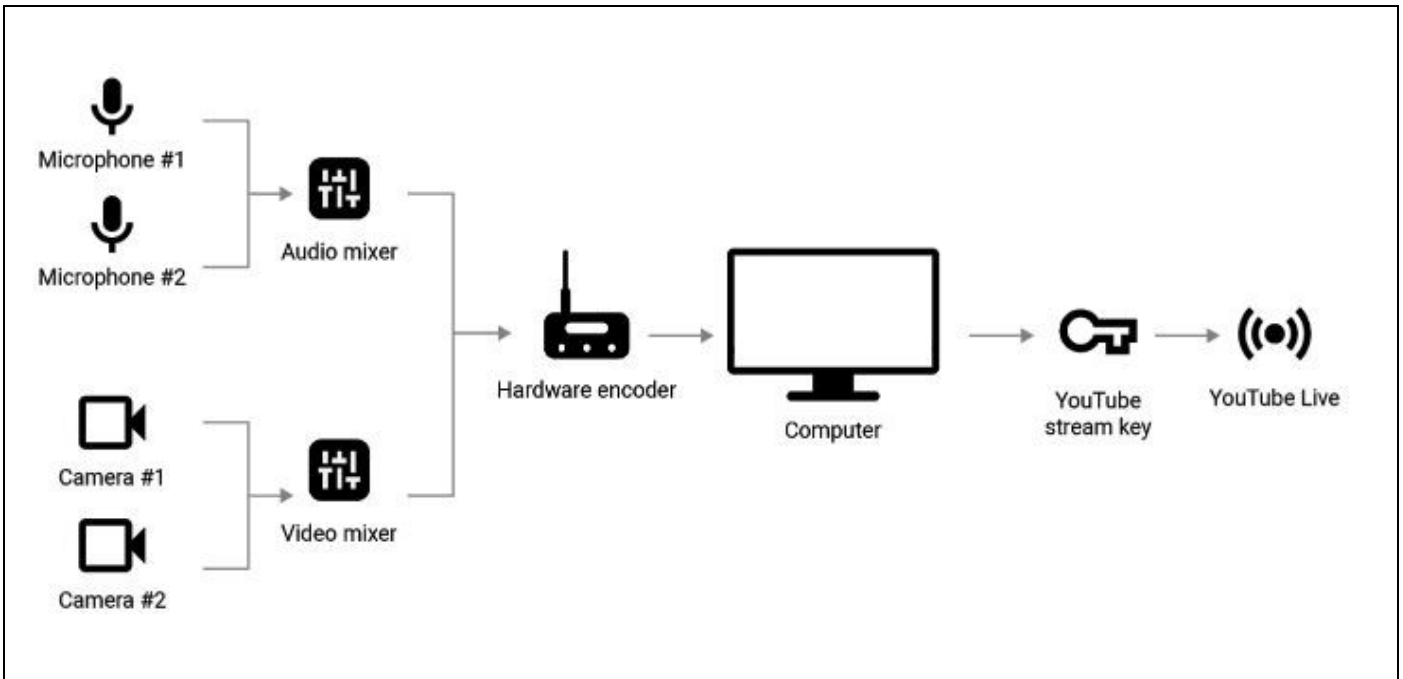 Microphone #1
Microphone #2
Audio mixer
Camera #1
Camera #2
Video mixer
Hardware encoder
Computer
YouTube
stream key
YouTube Live